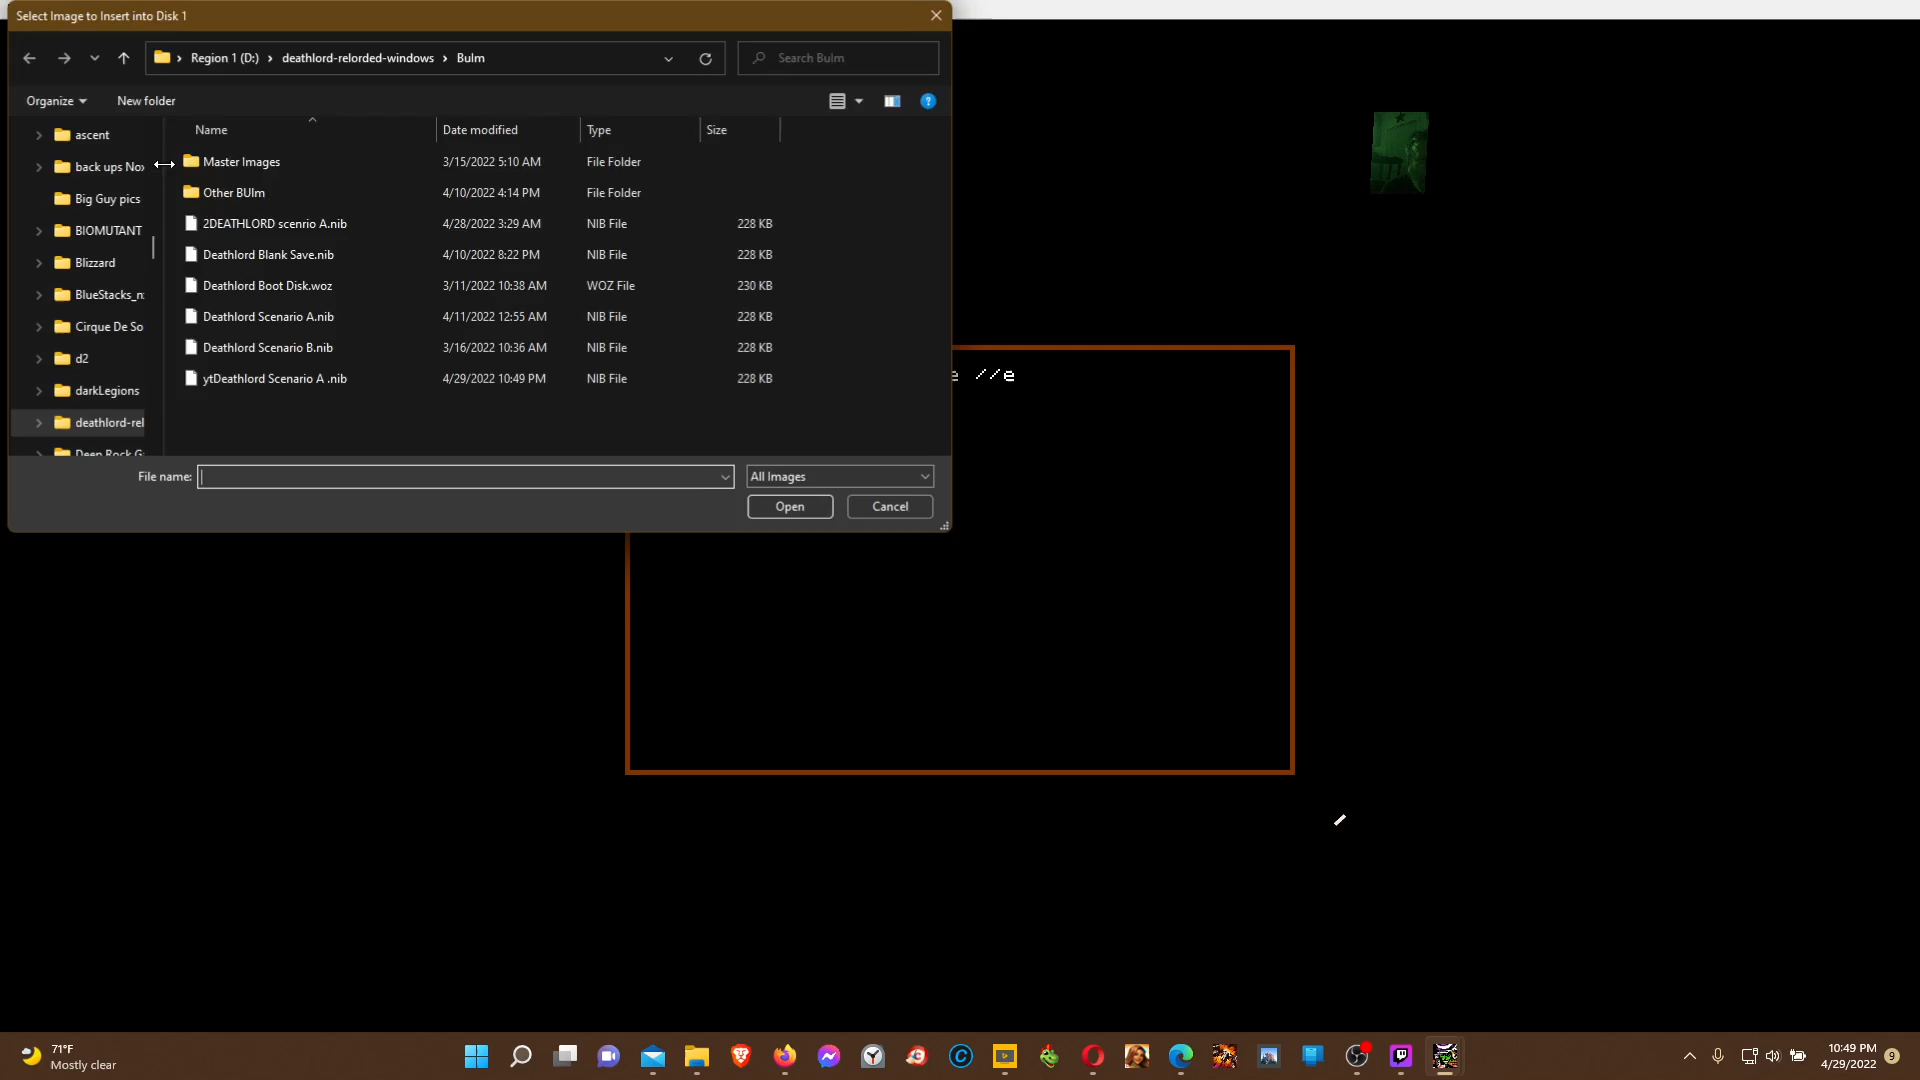 Select Image to Insert into Disk 1
Region 1 (D:) › deathlord-relorded-windows › Bulm
Search Bulm
Organize
New folder
Name
Date modified
Type
Size
ascent
back ups No
Big Guy pics
BIOMUTANT
Blizzard
BlueStacks_n
Cirque De So
d2
darkLegions
deathlord-rel
Deep Rock G
Master Images 3/15/2022 5:10 AM File Folder
Other BUlm 4/10/2022 4:14 PM File Folder
2DEATHLORD scenrio A.nib 4/28/2022 3:29 AM NIB File 228 KB
Deathlord Blank Save.nib 4/10/2022 8:22 PM NIB File 228 KB
Deathlord Boot Disk.woz 3/11/2022 10:38 AM WOZ File 230 KB
Deathlord Scenario A.nib 4/11/2022 12:55 AM NIB File 228 KB
Deathlord Scenario B.nib 3/16/2022 10:36 AM NIB File 228 KB
ytDeathlord Scenario A .nib 4/29/2022 10:49 PM NIB File 228 KB
File name:
All Images
Open
Cancel
e //e
71°F
Mostly clear
10:49 PM
4/29/2022
9